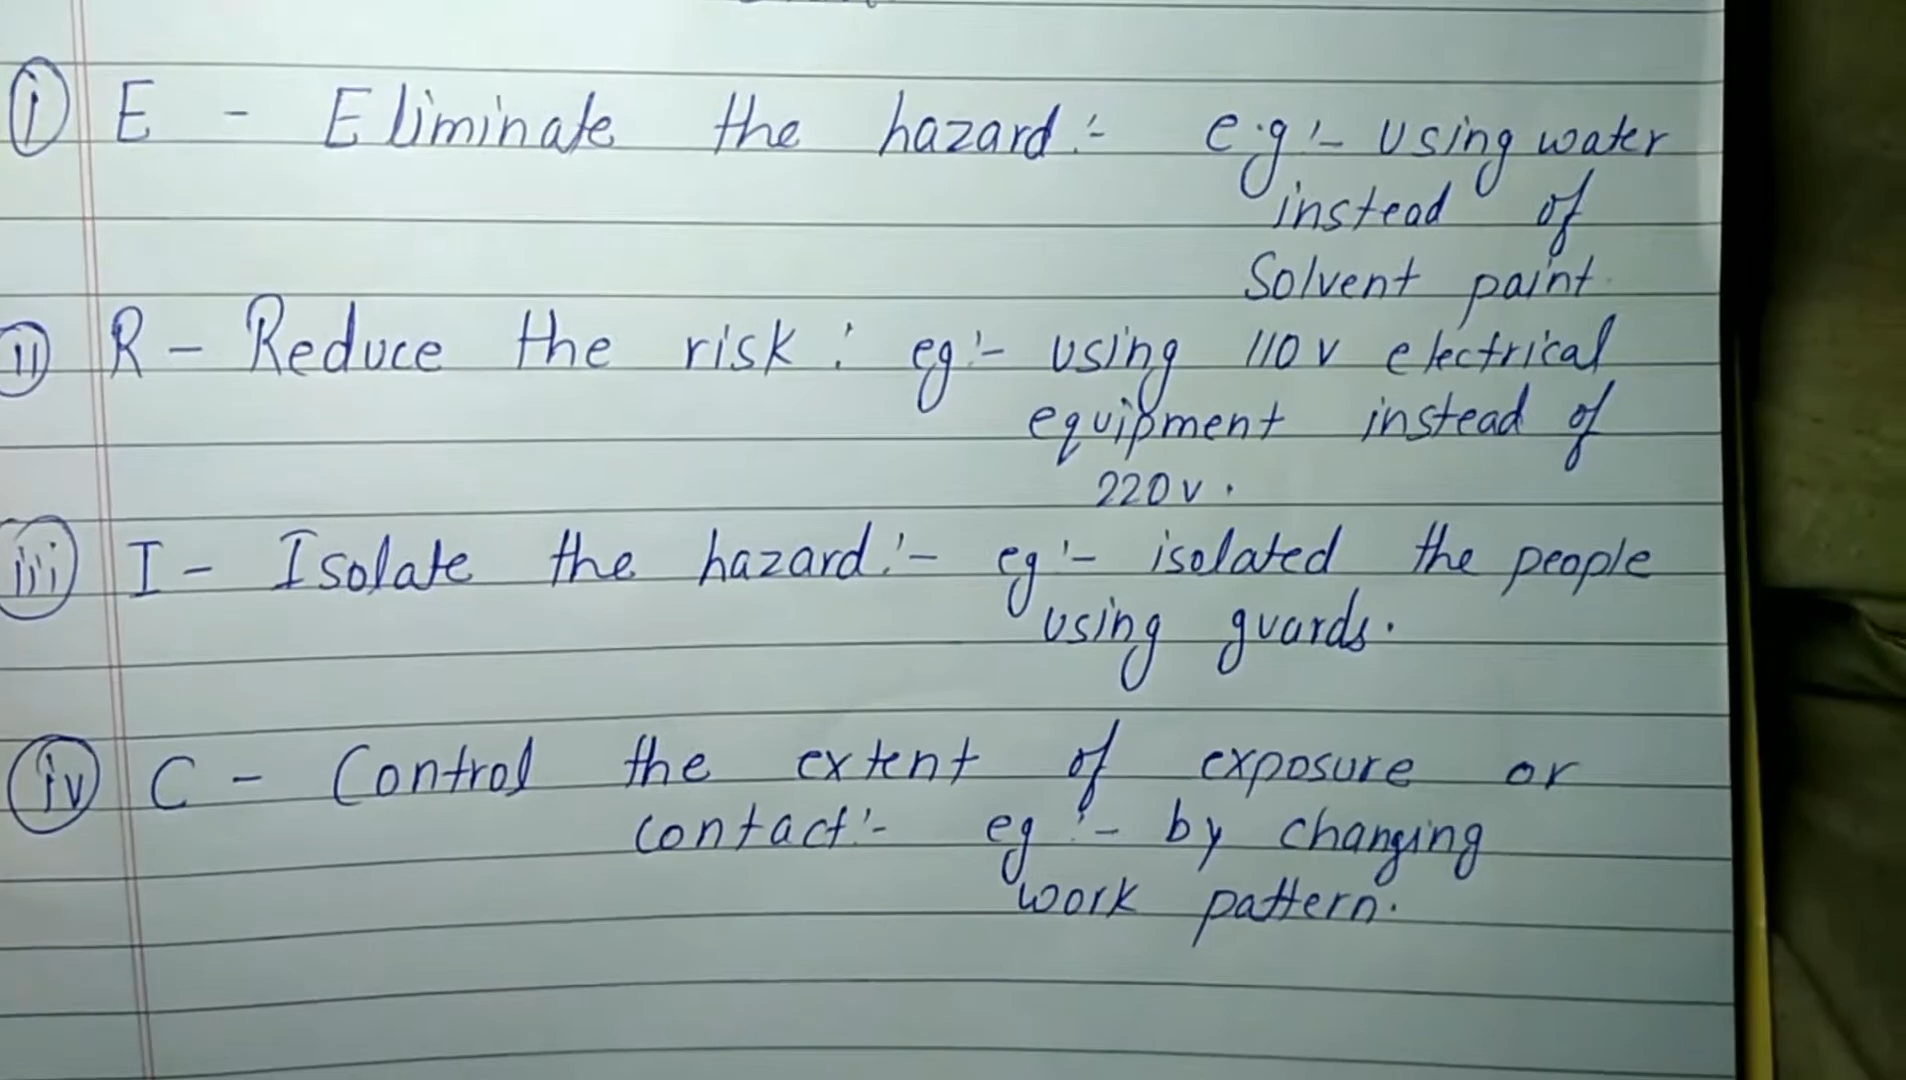 i E - Eliminate the hazard :- e.g :- using water
instead of
Solvent paint.
ii R - Reduce the risk : eg :- using 110 v electrical
equipment instead of
220 v.
iii I - Isolate the hazard :- eg :- isolated the people
using guards.
iv C - Control the extent of exposure or
contact :- eg :- by changing
work pattern.